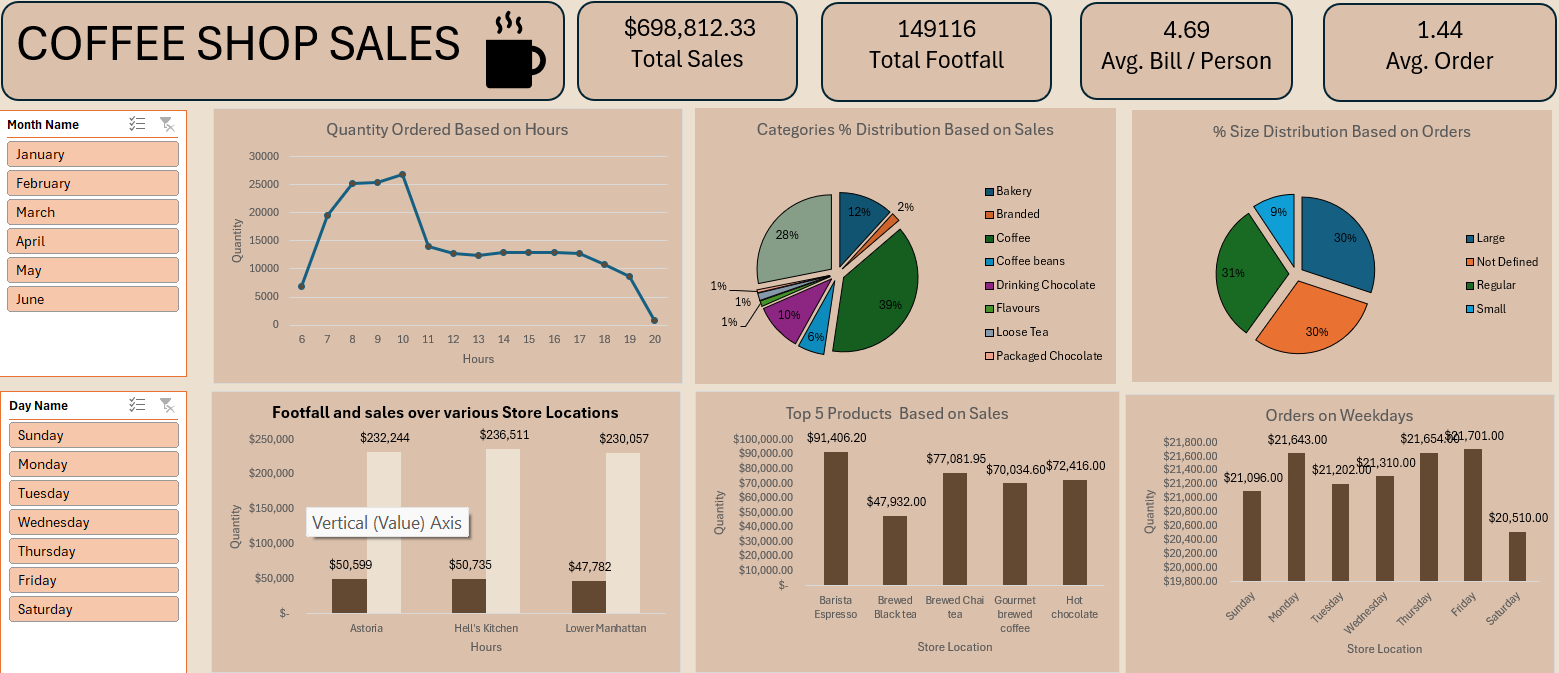 COFFEE SHOP SALES
$698,812.33
Total Sales
149116
Total Footfall
4.69
Avg. Bill / Person
1.44
Avg. Order
Month Name
January
February
March
April
May
June
Quantity Ordered Based on Hours
30000
25000
20000
15000
10000
5000
0
Quantity
6 7 8 9 10 11 12 13 14 15 16 17 18 19 20
Hours
Categories % Distribution Based on Sales
12%
2%
39%
6%
10%
1%
1%
1%
28%
Bakery
Branded
Coffee
Coffee beans
Drinking Chocolate
Flavours
Loose Tea
Packaged Chocolate
% Size Distribution Based on Orders
30%
30%
31%
9%
Large
Not Defined
Regular
Small
Day Name
Sunday
Monday
Tuesday
Wednesday
Thursday
Friday
Saturday
Footfall and sales over various Store Locations
$250,000
$200,000
$150,000
$100,000
$50,000
$-
Quantity
$232,244
$236,511
$230,057
Vertical (Value) Axis
$50,599
$50,735
$47,782
Astoria Hell's Kitchen Lower Manhattan
Hours
Top 5 Products Based on Sales
$100,000.00
$90,000.00
$80,000.00
$70,000.00
$60,000.00
$50,000.00
$40,000.00
$30,000.00
$20,000.00
$10,000.00
$-
Quantity
$91,406.20
$47,932.00
$77,081.95
$70,034.60
$72,416.00
Barista Espresso
Brewed Black tea
Brewed Chai tea
Gourmet brewed coffee
Hot chocolate
Store Location
Orders on Weekdays
$21,800.00
$21,600.00
$21,400.00
$21,200.00
$21,000.00
$20,800.00
$20,600.00
$20,400.00
$20,200.00
$20,000.00
$19,800.00
Quantity
$21,096.00
$21,643.00
$21,202.00
$21,310.00
$21,654.00
$21,701.00
$20,510.00
Sunday
Monday
Tuesday
Wednesday
Thursday
Friday
Saturday
Store Location